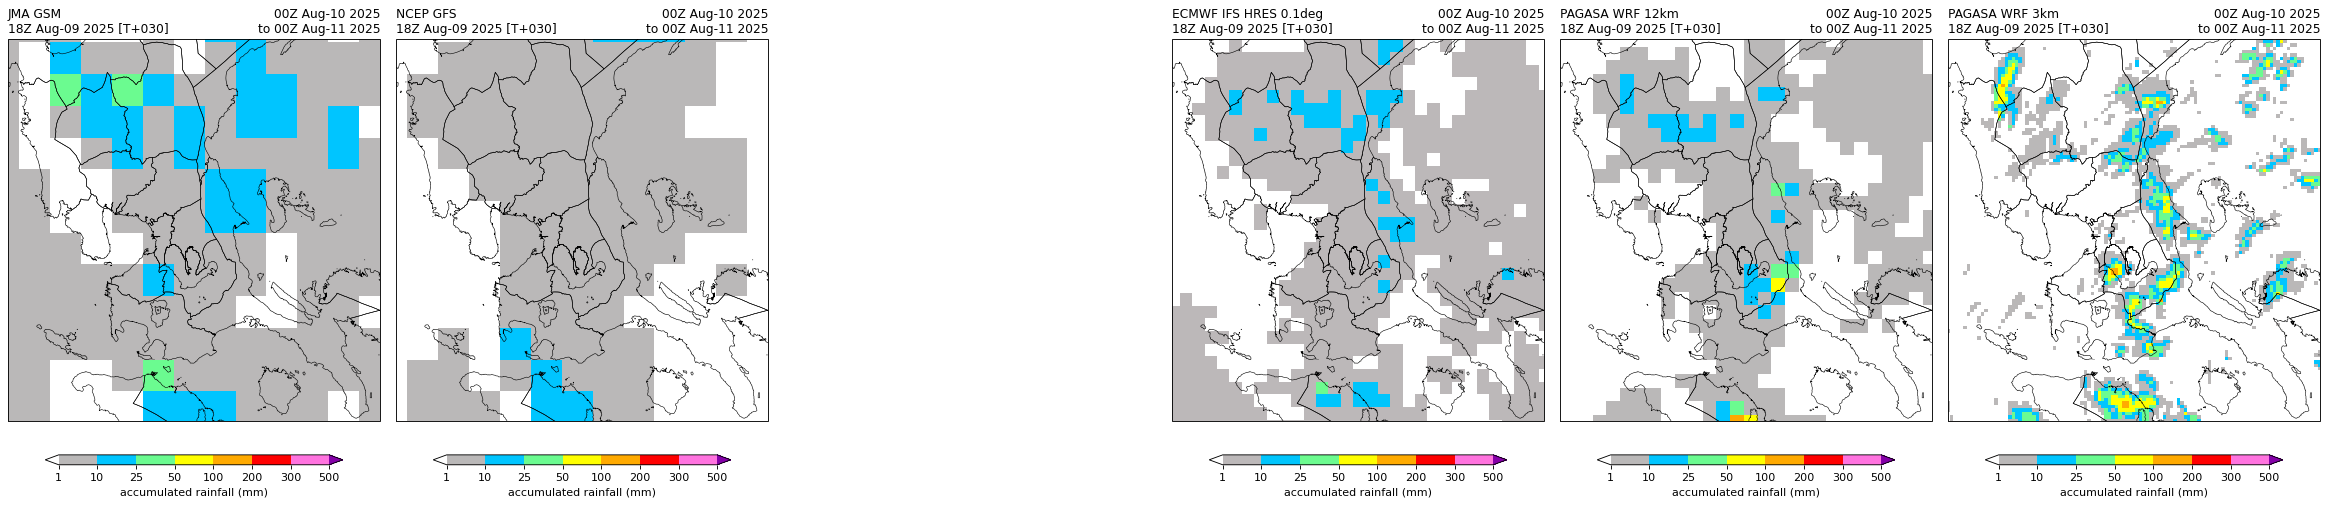 JMA GSM 00Z Aug-10 2025
18Z Aug-09 2025 [T+030] to 00Z Aug-11 2025
1 10 25 50 100 200 300 500
accumulated rainfall (mm)
NCEP GFS 00Z Aug-10 2025
18Z Aug-09 2025 [T+030] to 00Z Aug-11 2025
1 10 25 50 100 200 300 500
accumulated rainfall (mm)
ECMWF IFS HRES 0.1deg 00Z Aug-10 2025
18Z Aug-09 2025 [T+030] to 00Z Aug-11 2025
1 10 25 50 100 200 300 500
accumulated rainfall (mm)
PAGASA WRF 12km 00Z Aug-10 2025
18Z Aug-09 2025 [T+030] to 00Z Aug-11 2025
1 10 25 50 100 200 300 500
accumulated rainfall (mm)
PAGASA WRF 3km 00Z Aug-10 2025
18Z Aug-09 2025 [T+030] to 00Z Aug-11 2025
1 10 25 50 100 200 300 500
accumulated rainfall (mm)